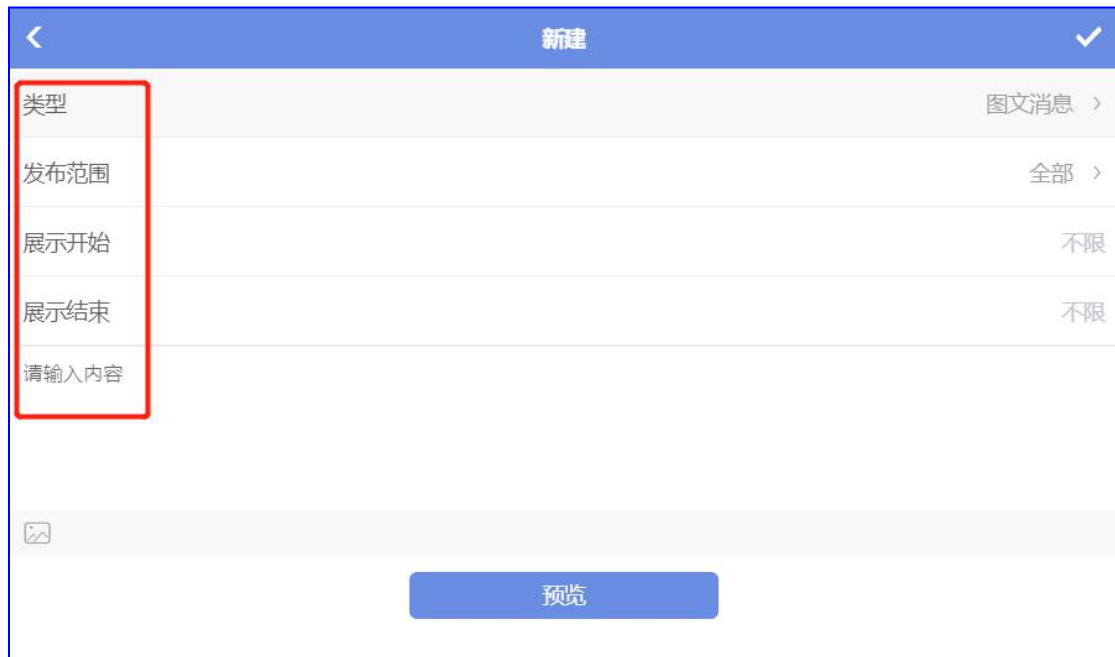 新建
类型 图文消息
发布范围 全部
展示开始 不限
展示结束 不限
请输入内容
预览